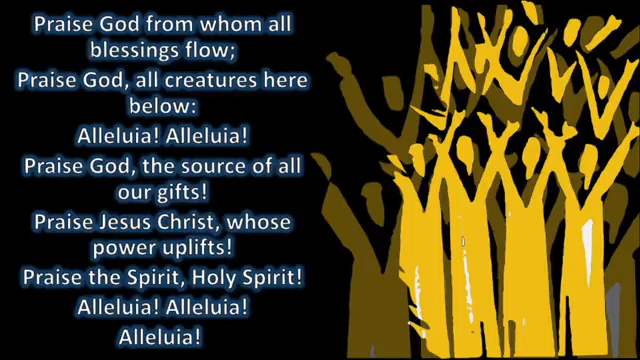 Praise God from whom all
blessings flow;
Praise God, all creatures here
below:
Alleluia! Alleluia!
Praise God, the source of all
our gifts!
Praise Jesus Christ, whose
power uplifts!
Praise the Spirit, Holy Spirit!
Alleluia! Alleluia!
Alleluia!